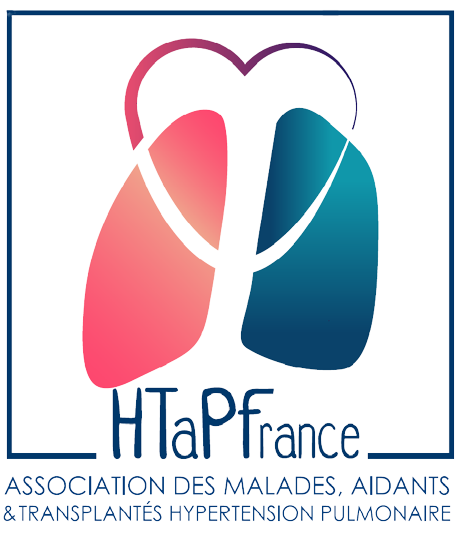 HTaPFrance
ASSOCIATION DES MALADES, AIDANTS
& TRANSPLANTÉS HYPERTENSION PULMONAIRE